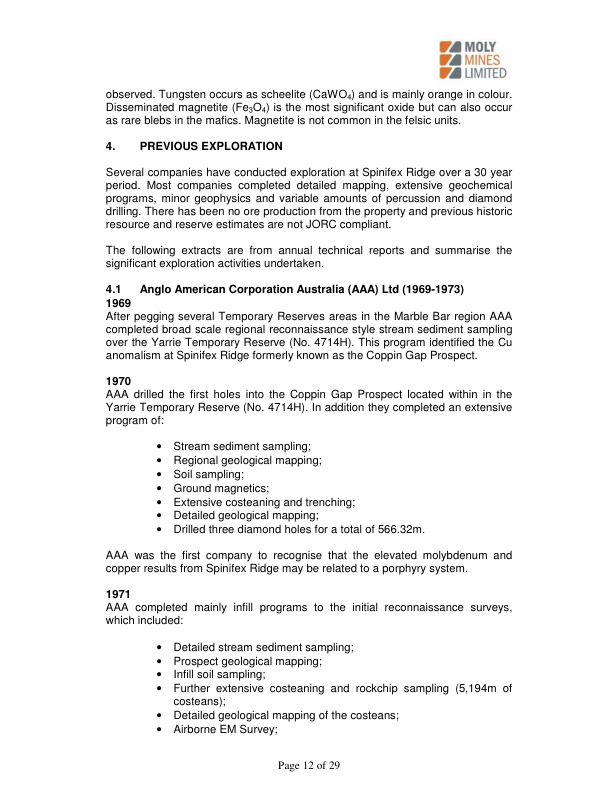 MOLY
MINES
LIMITED
observed. Tungsten occurs as scheelite (CaWO4) and is mainly orange in colour.
Disseminated magnetite (Fe3O4) is the most significant oxide but can also occur
as rare blebs in the mafics. Magnetite is not common in the felsic units.
4. PREVIOUS EXPLORATION
Several companies have conducted exploration at Spinifex Ridge over a 30 year
period. Most companies completed detailed mapping, extensive geochemical
programs, minor geophysics and variable amounts of percussion and diamond
drilling. There has been no ore production from the property and previous historic
resource and reserve estimates are not JORC compliant.
The following extracts are from annual technical reports and summarise the
significant exploration activities undertaken.
4.1 Anglo American Corporation Australia (AAA) Ltd (1969-1973)
1969
After pegging several Temporary Reserves areas in the Marble Bar region AAA
completed broad scale regional reconnaissance style stream sediment sampling
over the Yarrie Temporary Reserve (No. 4714H). This program identified the Cu
anomalism at Spinifex Ridge formerly known as the Coppin Gap Prospect.
1970
AAA drilled the first holes into the Coppin Gap Prospect located within in the
Yarrie Temporary Reserve (No. 4714H). In addition they completed an extensive
program of:
• Stream sediment sampling;
• Regional geological mapping;
• Soil sampling;
• Ground magnetics;
• Extensive costeaning and trenching;
• Detailed geological mapping;
• Drilled three diamond holes for a total of 566.32m.
AAA was the first company to recognise that the elevated molybdenum and
copper results from Spinifex Ridge may be related to a porphyry system.
1971
AAA completed mainly infill programs to the initial reconnaissance surveys,
which included:
• Detailed stream sediment sampling;
• Prospect geological mapping;
• Infill soil sampling;
• Further extensive costeaning and rockchip sampling (5,194m of
costeans);
• Detailed geological mapping of the costeans;
• Airborne EM Survey;
Page 12 of 29